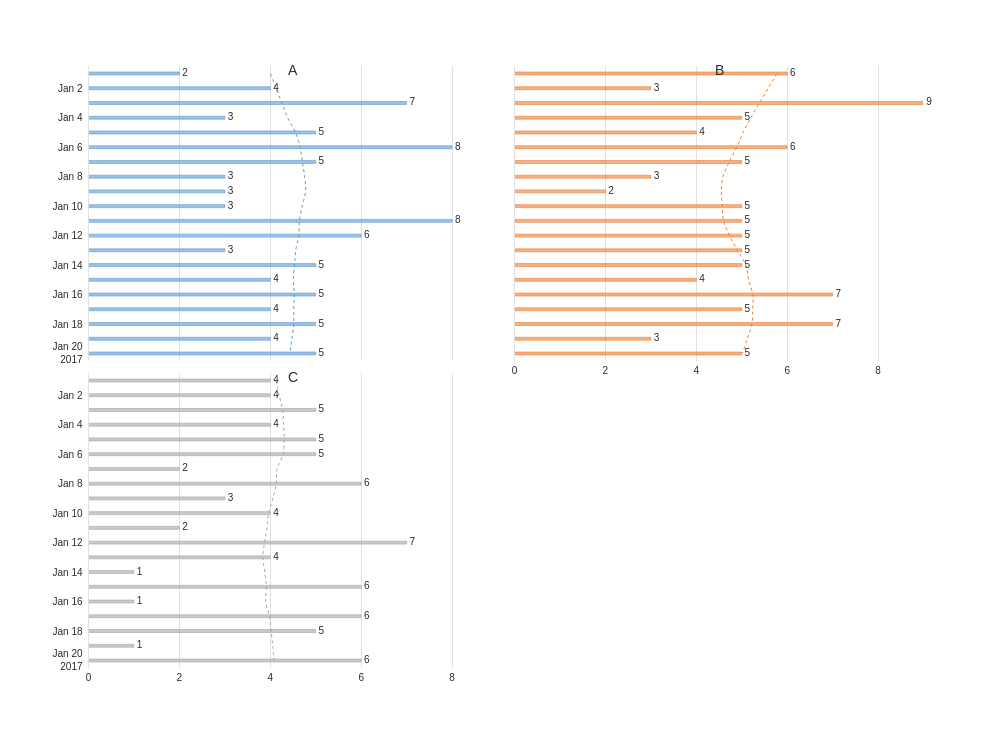 A
2
Jan 2 4
7
Jan 4 3
5
Jan 6 8
5
Jan 8 3
3
Jan 10 3
8
Jan 12 6
3
Jan 14 5
4
Jan 16 5
4
Jan 18 5
4
Jan 20
2017 5
B
6
3
9
5
4
6
5
3
2
5
5
5
5
5
4
7
5
7
3
5
0 2 4 6 8
C
4
Jan 2 4
5
Jan 4 4
5
Jan 6 5
2
Jan 8 6
3
Jan 10 4
2
Jan 12 7
4
Jan 14 1
6
Jan 16 1
6
Jan 18 5
1
Jan 20
2017 6
0 2 4 6 8